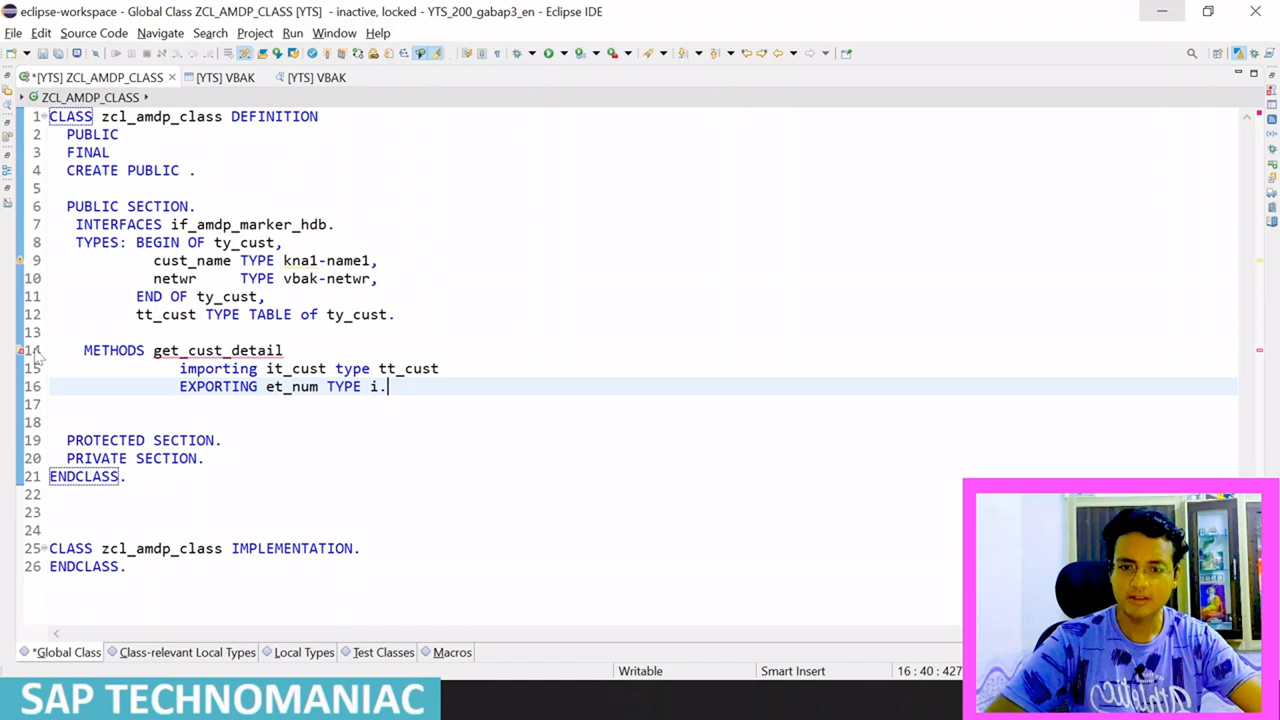 eclipse-workspace - Global Class ZCL_AMDP_CLASS [YTS] - inactive, locked - YTS_200_gabap3_en - Eclipse IDE
File Edit Source Code Navigate Search Project Run Window Help
*[YTS] ZCL_AMDP_CLASS [YTS] VBAK [YTS] VBAK
ZCL_AMDP_CLASS
1 CLASS zcl_amdp_class DEFINITION
2 PUBLIC
3 FINAL
4 CREATE PUBLIC .
5
6 PUBLIC SECTION.
7 INTERFACES if_amdp_marker_hdb.
8 TYPES: BEGIN OF ty_cust,
9 cust_name TYPE kna1-name1,
10 netwr TYPE vbak-netwr,
11 END OF ty_cust,
12 tt_cust TYPE TABLE of ty_cust.
13
14 METHODS get_cust_detail
15 importing it_cust type tt_cust
16 EXPORTING et_num TYPE i.
17
18
19 PROTECTED SECTION.
20 PRIVATE SECTION.
21 ENDCLASS.
22
23
24
25 CLASS zcl_amdp_class IMPLEMENTATION.
26 ENDCLASS.
*Global Class Class-relevant Local Types Local Types Test Classes Macros
Writable Smart Insert 16 : 40 : 427
SAP TECHNOMANIAC